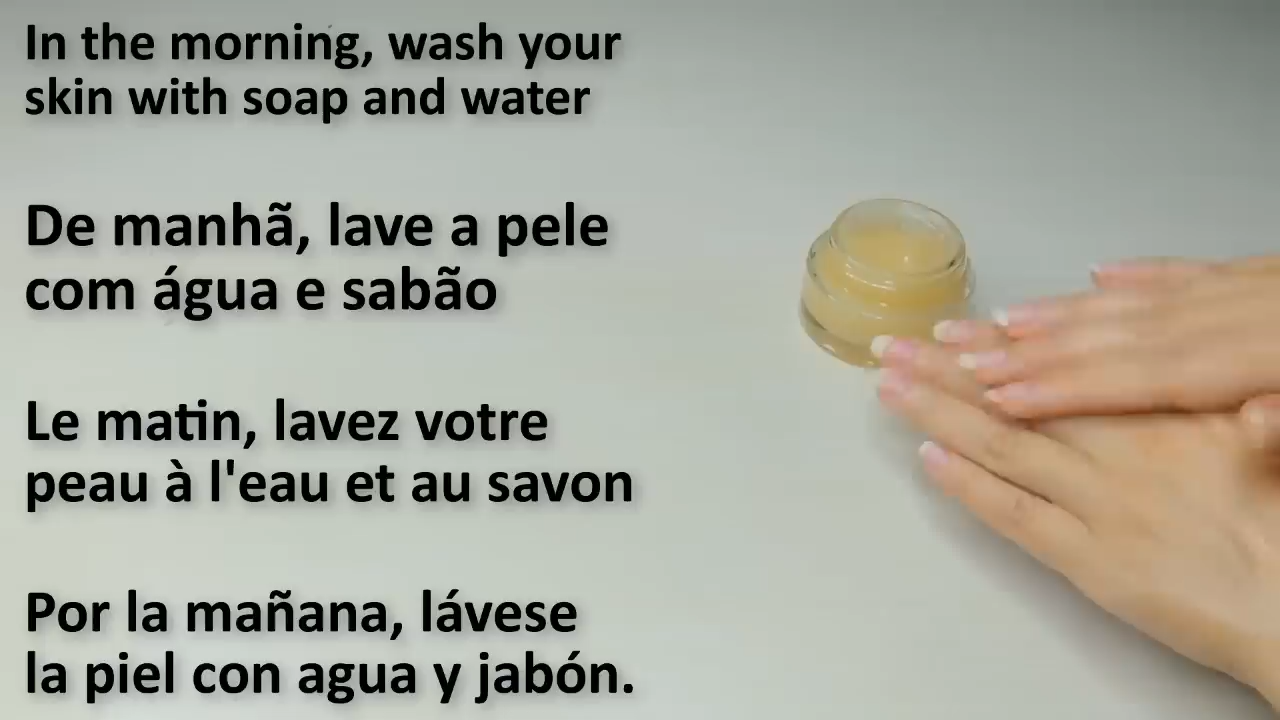 In the morning, wash your
skin with soap and water
De manhã, lave a pele
com água e sabão
Le matin, lavez votre
peau à l'eau et au savon
Por la mañana, lávese
la piel con agua y jabón.